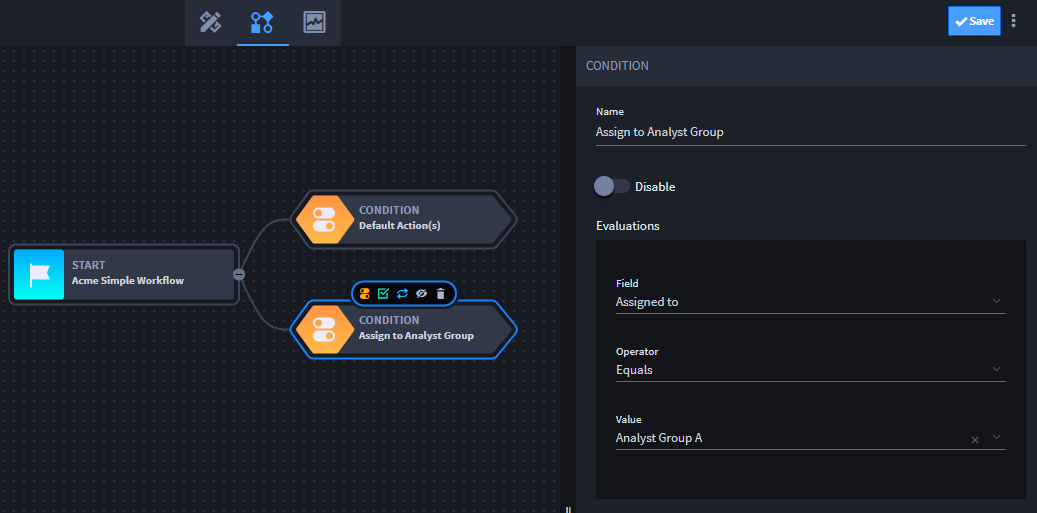 Save
CONDITION
Name
Assign to Analyst Group
Disable
Evaluations
Field
Assigned to
Operator
Equals
Value
Analyst Group A
START
Acme Simple Workflow
CONDITION
Default Action(s)
CONDITION
Assign to Analyst Group